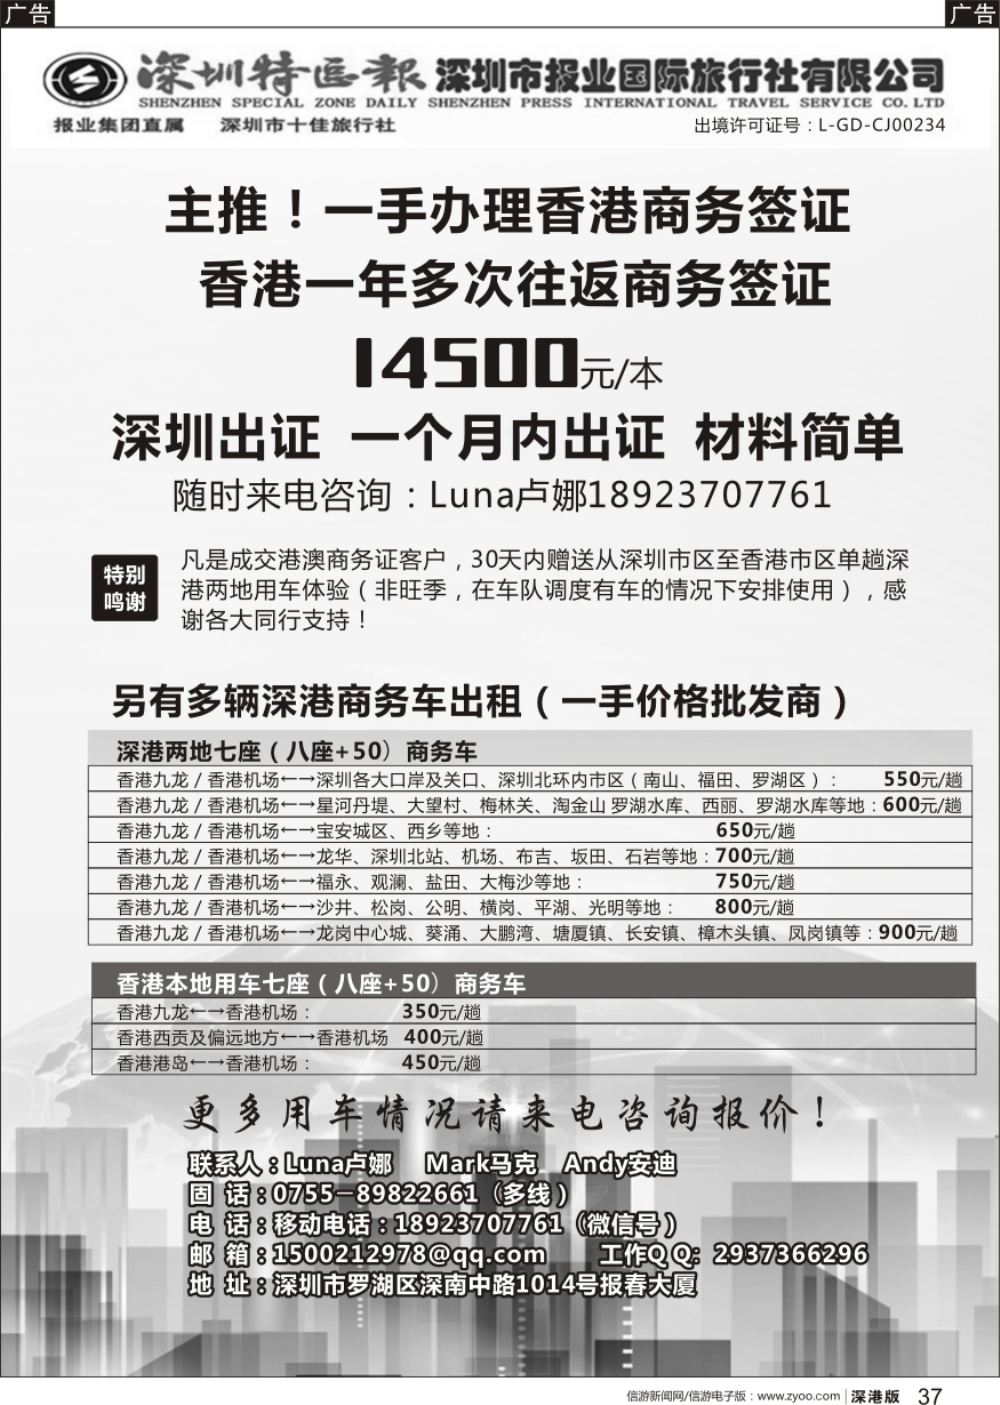 广告 广告
深圳特区報 深圳市报业国际旅行社有限公司
SHENZHEN SPECIAL ZONE DAILY SHENZHEN PRESS INTERNATIONAL TRAVEL SERVICE CO.LTD
报业集团直属 深圳市十佳旅行社 出境许可证号：L-GD-CJ00234
主推！一手办理香港商务签证
香港一年多次往返商务签证
14500元/本
深圳出证 一个月内出证 材料简单
随时来电咨询：Luna卢娜18923707761
特别
鸣谢
凡是成交港澳商务证客户，30天内赠送从深圳市区至香港市区单趟深
港两地用车体验（非旺季，在车队调度有车的情况下安排使用），感
谢各大同行支持！
另有多辆深港商务车出租（一手价格批发商）
深港两地七座（八座+50）商务车
香港九龙/香港机场←→深圳各大口岸及关口、深圳北环内市区（南山、福田、罗湖区）： 550元/趟
香港九龙/香港机场←→星河丹堤、大望村、梅林关、淘金山 罗湖水库、西丽、罗湖水库等地：600元/趟
香港九龙/香港机场←→宝安城区、西乡等地： 650元/趟
香港九龙/香港机场←→龙华、深圳北站、机场、布吉、坂田、石岩等地：700元/趟
香港九龙/香港机场←→福永、观澜、盐田、大梅沙等地： 750元/趟
香港九龙/香港机场←→沙井、松岗、公明、横岗、平湖、光明等地： 800元/趟
香港九龙/香港机场←→龙岗中心城、葵涌、大鹏湾、塘厦镇、长安镇、樟木头镇、凤岗镇等：900元/趟
香港本地用车七座（八座+50）商务车
香港九龙←→香港机场： 350元/趟
香港西贡及偏远地方←→香港机场 400元/趟
香港港岛←→香港机场： 450元/趟
更多用车情况请来电咨询报价！
联系人：Luna卢娜 Mark马克 Andy安迪
固 话：0755－89822661（多线）
电 话：移动电话：18923707761（微信号）
邮 箱：1500212978@qq.com 工作QQ: 2937366296
地 址：深圳市罗湖区深南中路1014号报春大厦
信游新闻网/信游电子版：www.zyoo.com 深港版 37